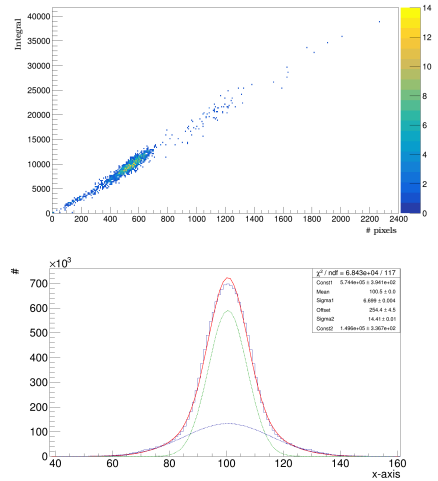 Integral
40000
35000
30000
25000
20000
15000
10000
5000
0
0 200 400 600 800 1000 1200 1400 1600 1800 2000 2200 2400
# pixels
14
12
10
8
6
4
2
0
×10³
#
700
600
500
400
300
200
100
0
40 60 80 100 120 140 160
x-axis
χ² / ndf = 6.843e+04 / 117
Const1 5.744e+05 ± 3.941e+02
Mean 100.5 ± 0.0
Sigma1 6.699 ± 0.004
Offset 254.4 ± 4.5
Sigma2 14.41 ± 0.01
Const2 1.496e+05 ± 3.367e+02